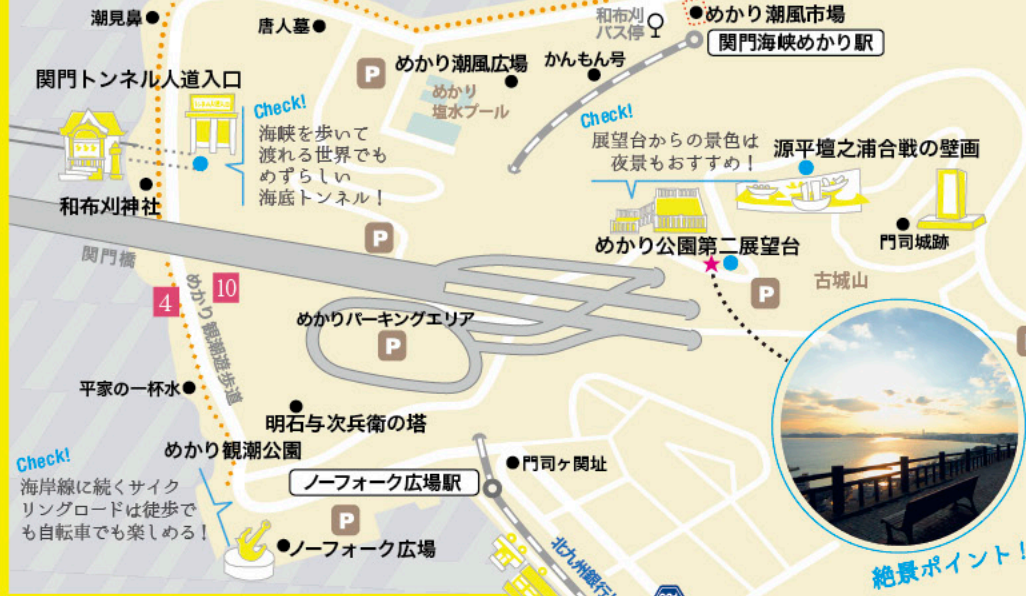 潮見鼻
唐人墓
和布刈
バス停
めかり潮風市場
関門海峡めかり駅
関門トンネル人道入口
P
めかり潮風広場
かんもん号
めかり
塩水プール
Check!
海峡を歩いて
渡れる世界でも
めずらしい
海底トンネル！
Check!
展望台からの景色は
夜景もおすすめ！
源平壇之浦合戦の壁画
和布刈神社
門司城跡
関門橋
P
めかり公園第二展望台
古城山
P
4
10
めかり観潮遊歩道
めかりパーキングエリア
P
平家の一杯水
明石与次兵衛の塔
めかり観潮公園
Check!
海岸線に続くサイク
リングロードは徒歩で
も自転車でも楽しめる！
ノーフォーク広場駅
門司ヶ関址
P
ノーフォーク広場
北九州銀行
絶景ポイント！